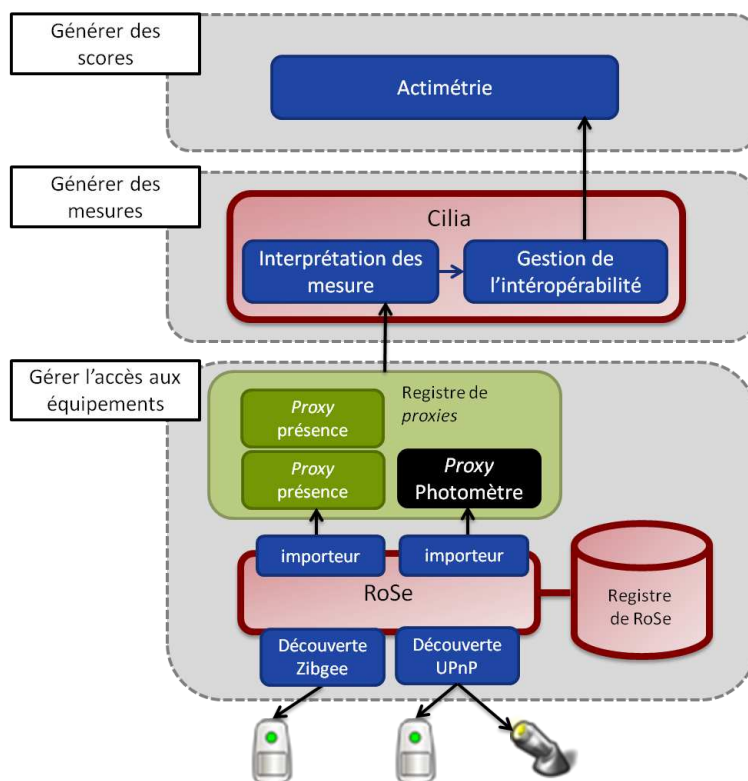 Générer des
scores
Actimétrie
Générer des
mesures
Cilia
Interprétation des
mesure
Gestion de
l'intéropérabilité
Gérer l'accès aux
équipements
Proxy
présence
Registre de
proxies
Proxy
présence
Proxy
Photomètre
importeur
importeur
RoSe
Registre
de RoSe
Découverte
Zibgee
Découverte
UPnP